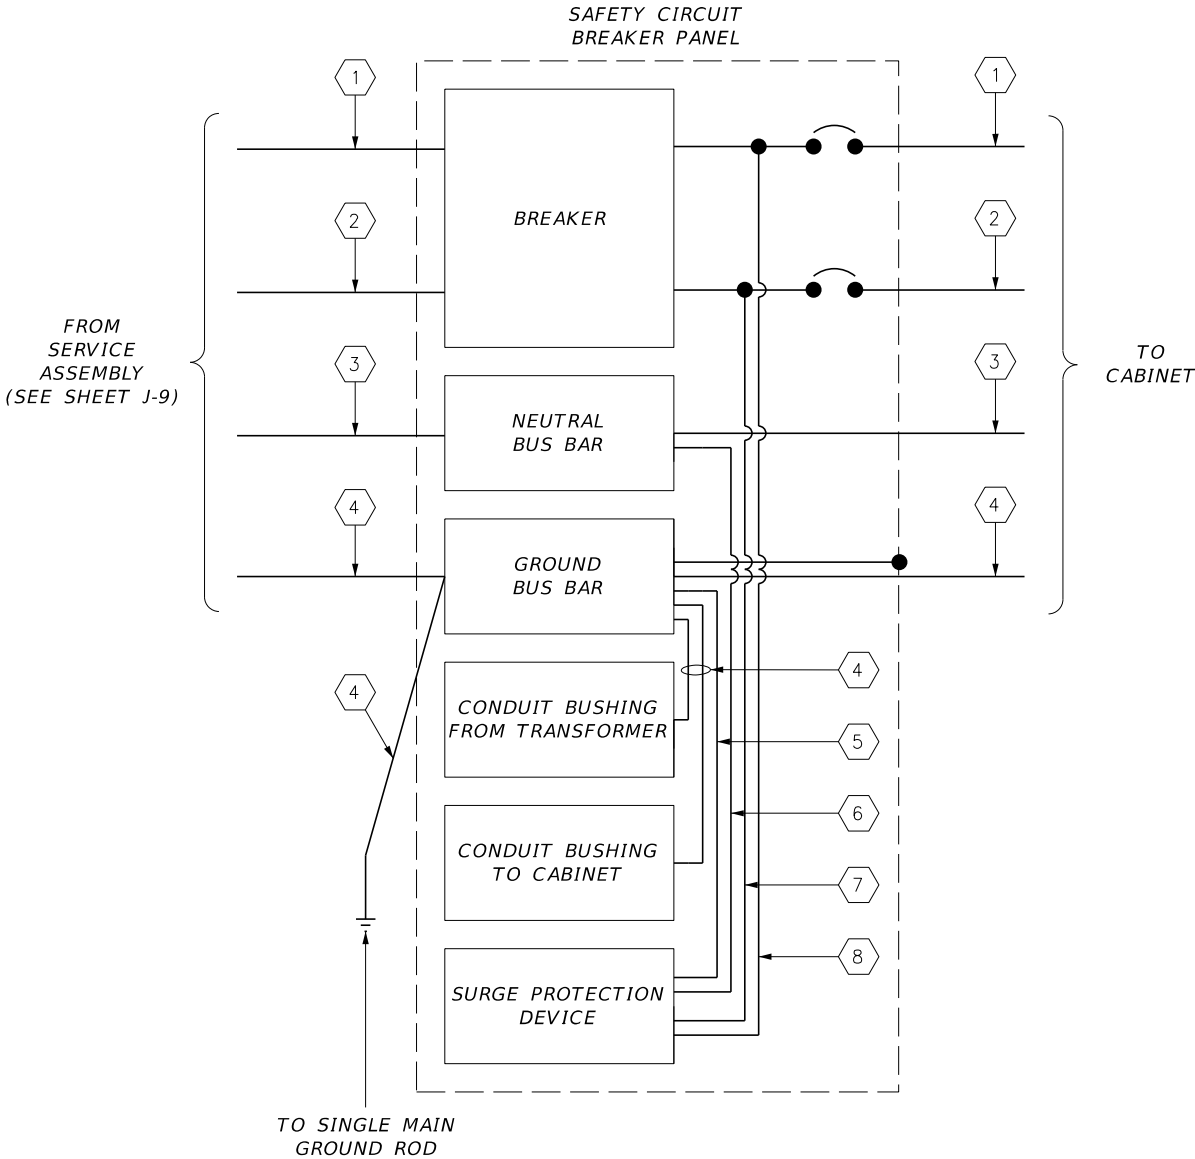 SAFETY CIRCUIT
BREAKER PANEL
1
1
BREAKER
2
2
FROM
SERVICE
ASSEMBLY
(SEE SHEET J-9)
TO
CABINET
3
3
NEUTRAL
BUS BAR
4
4
GROUND
BUS BAR
4
4
CONDUIT BUSHING
FROM TRANSFORMER
5
6
CONDUIT BUSHING
TO CABINET
7
8
SURGE PROTECTION
DEVICE
TO SINGLE MAIN
GROUND ROD